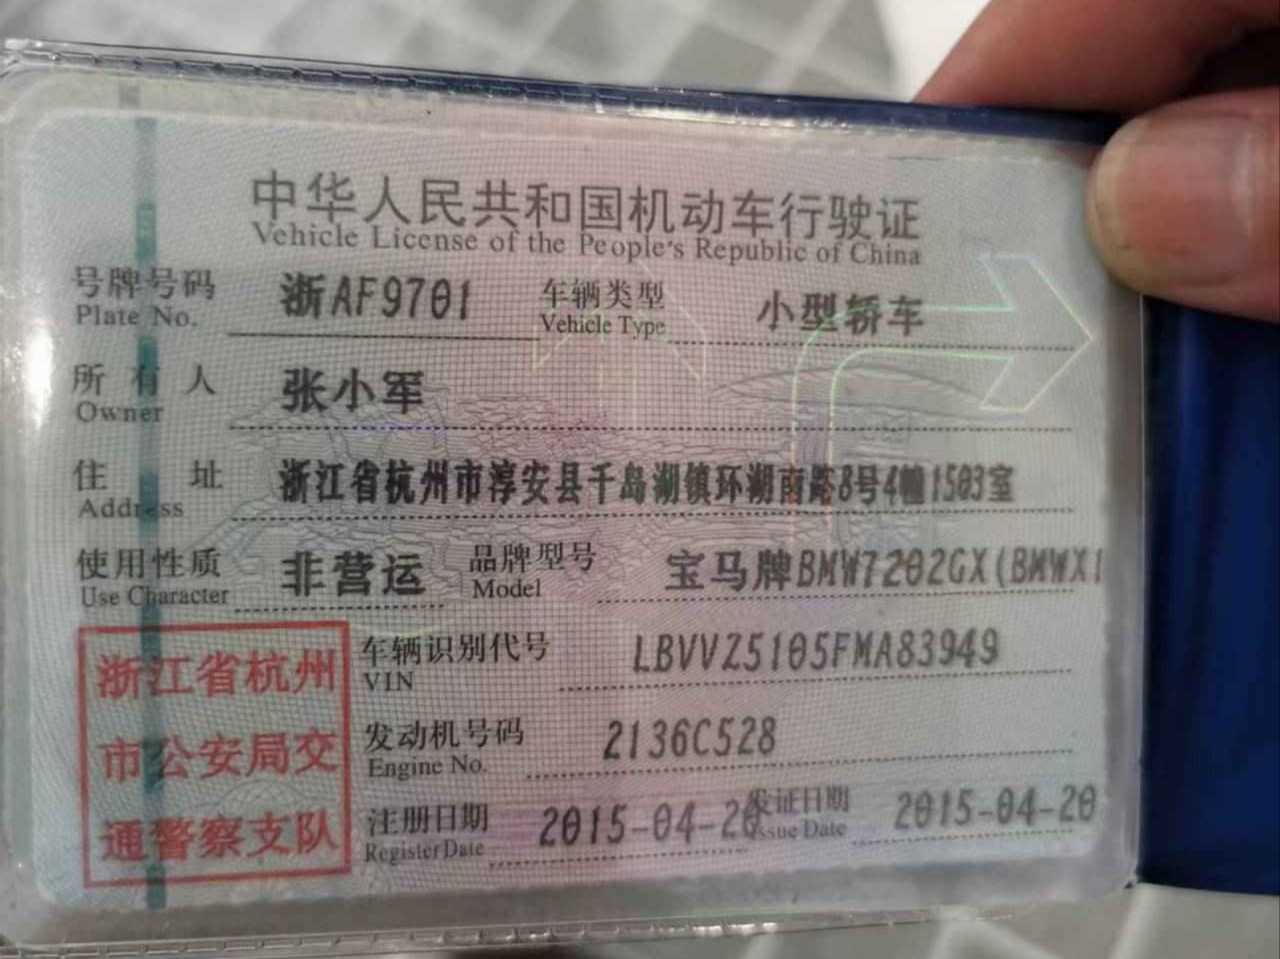 中华人民共和国机动车行驶证
Vehicle License of the People's Republic of China
号牌号码 浙AF9701 车辆类型 小型轿车
Plate No. Vehicle Type
所有人 张小军
Owner
住址 浙江省杭州市淳安县千岛湖镇环湖南路8号4幢1503室
Address
使用性质 非营运 品牌型号 宝马牌BMW7202GX(BMWX1
Use Character Model
浙江省杭州
市公安局交
通警察支队
车辆识别代号 LBVVZ5105FMA83949
VIN
发动机号码 2136C528
Engine No.
注册日期 2015-04-20 发证日期 2015-04-20
Register Date Issue Date